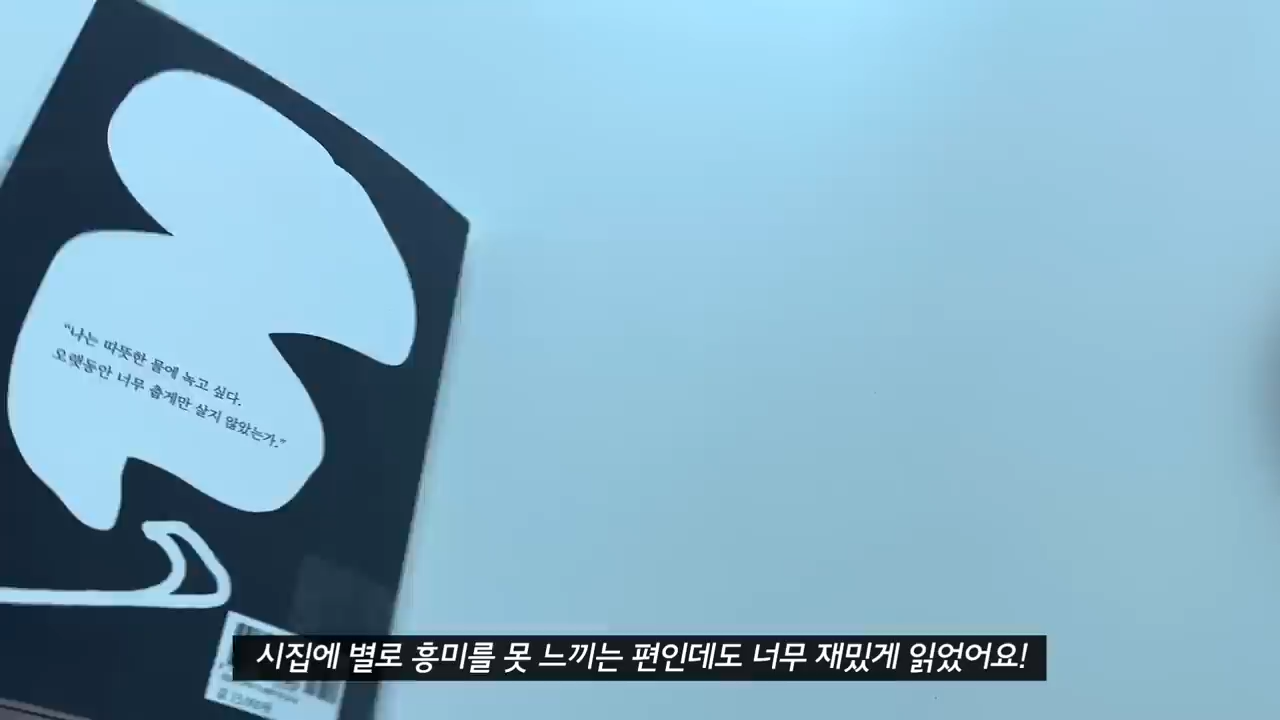 "나는 따뜻한 물에 녹고 싶다.
오랫동안 너무 춥게만 살지 않았는가."
시집에 별로 흥미를 못 느끼는 편인데도 너무 재밌게 읽었어요!